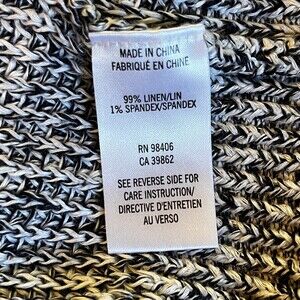 MADE IN CHINA
FABRIQUÉ EN CHINE
99% LINEN/LIN
1% SPANDEX/SPANDEX
RN 98406
CA 39862
SEE REVERSE SIDE FOR
CARE INSTRUCTION/
DIRECTIVE D'ENTRETIEN
AU VERSO